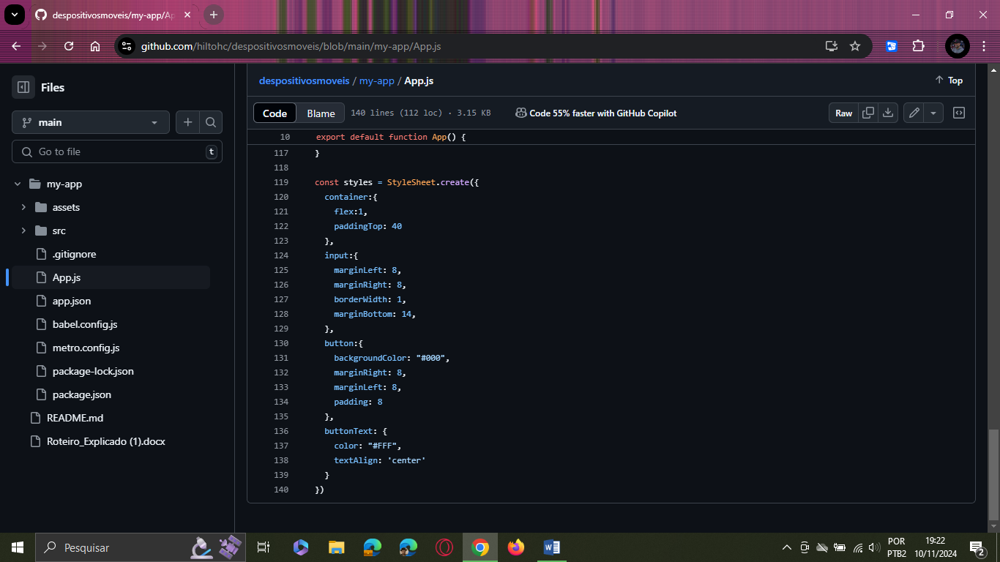 despositivosmoveis/my-app/Ap
github.com/hiltohc/despositivosmoveis/blob/main/my-app/App.js
Files
main
Go to file
t
my-app
assets
src
.gitignore
App.js
app.json
babel.config.js
metro.config.js
package-lock.json
package.json
README.md
Roteiro_Explicado (1).docx
despositivosmoveis / my-app / App.js
Top
Code
Blame
140 lines (112 loc) · 3.15 KB
Code 55% faster with GitHub Copilot
Raw
10 export default function App() {
117 }
118
119 const styles = StyleSheet.create({
120 container:{
121 flex:1,
122 paddingTop: 40
123 },
124 input:{
125 marginLeft: 8,
126 marginRight: 8,
127 borderWidth: 1,
128 marginBottom: 14,
129 },
130 button:{
131 backgroundColor: "#000",
132 marginRight: 8,
133 marginLeft: 8,
134 padding: 8
135 },
136 buttonText: {
137 color: "#FFF",
138 textAlign: 'center'
139 }
140 })
Pesquisar
POR
PTB2
19:22
10/11/2024
2